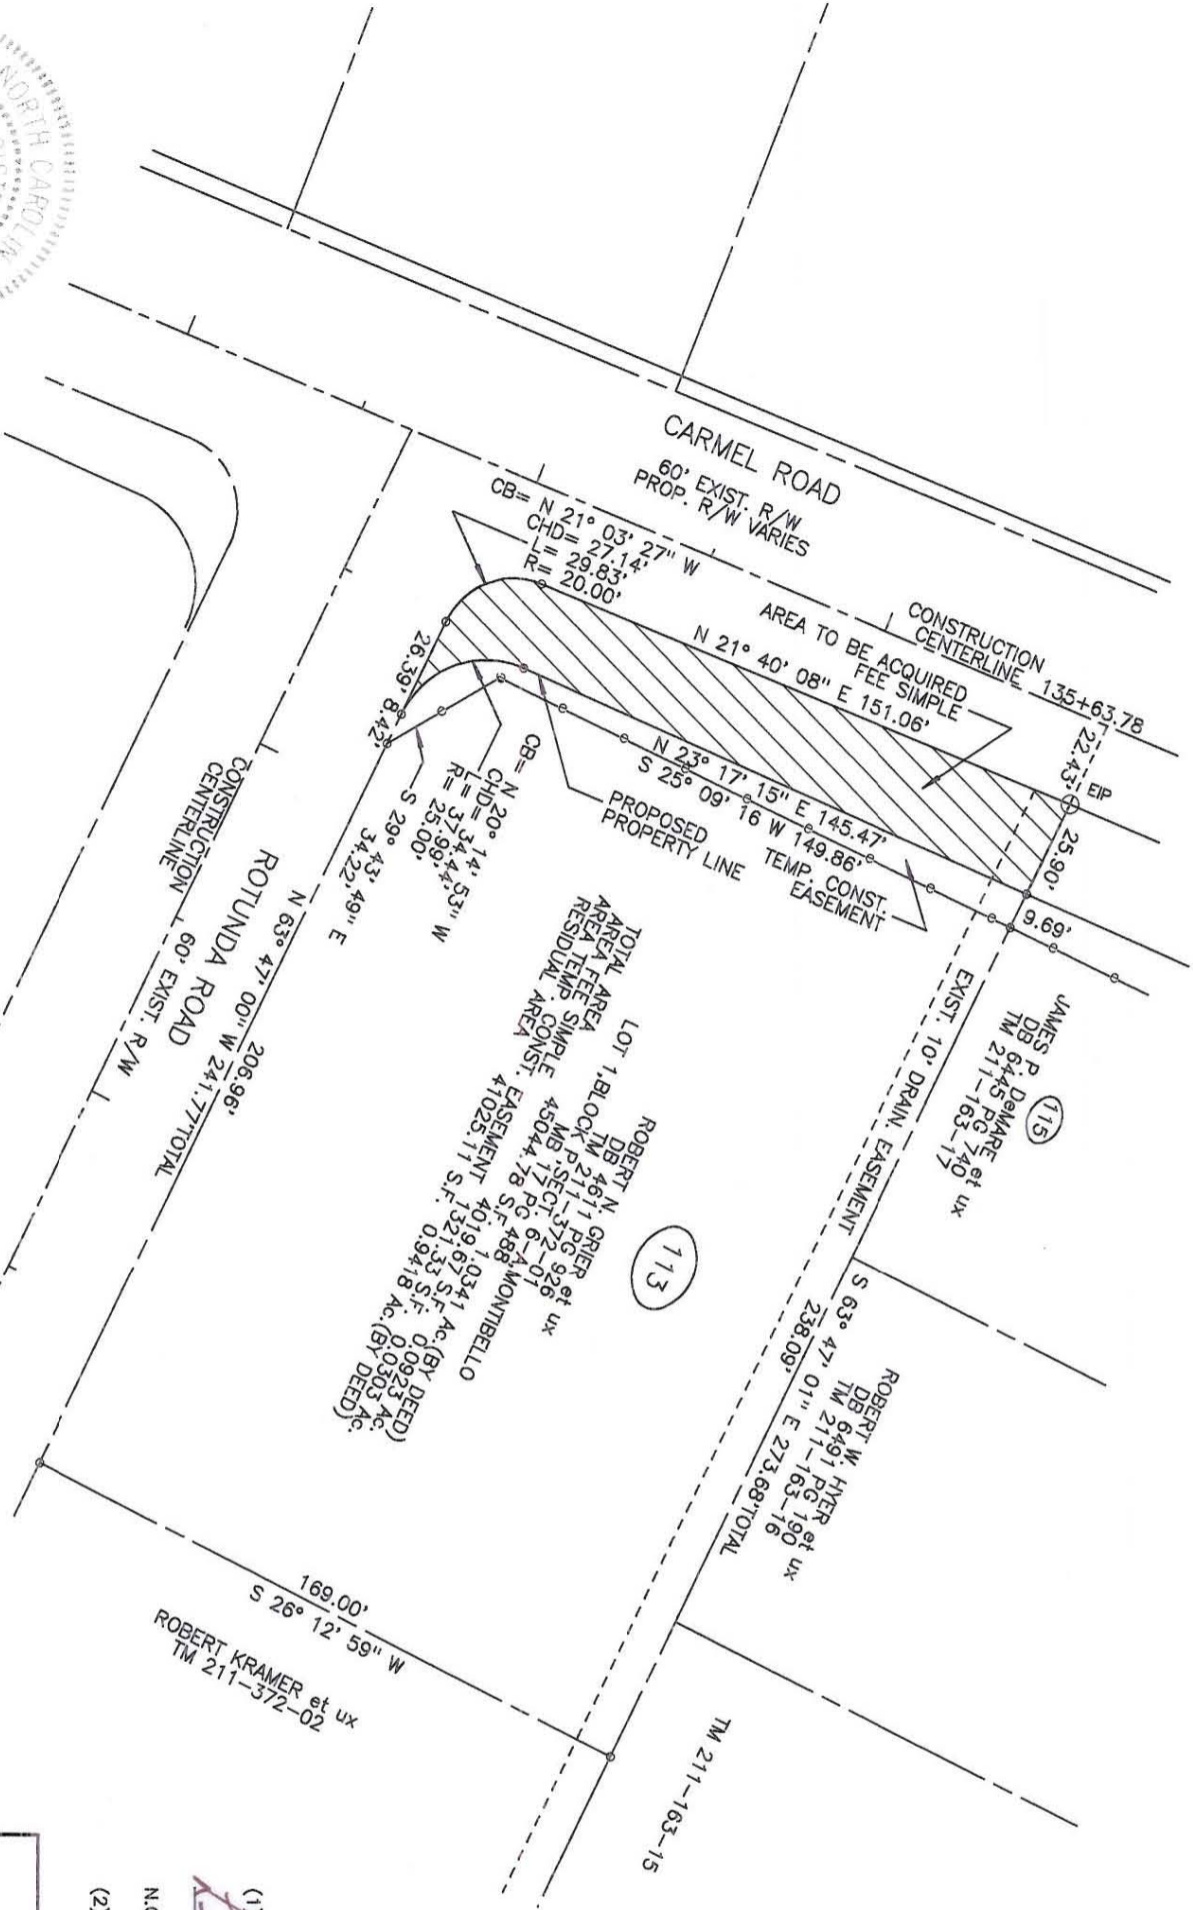 NORTH CAROLIN
CARMEL ROAD
60' EXIST. R/W
PROP. R/W VARIES
CB= N 21° 03' 27" W
CHD= 27.14'
L= 29.83'
R= 20.00'
AREA TO BE ACQUIRED
FEE SIMPLE
CONSTRUCTION
CENTERLINE
135+63.78
22.43'
EIP
25.90'
9.69'
N 21° 40' 08" E 151.06'
N 23° 17' 15" E 145.47'
S 25° 09' 16 W 149.86'
PROPOSED
PROPERTY LINE
TEMP. CONST.
EASEMENT
26.39'
8.42'
CB= N 20° 14' 53" W
CHD= 34.44'
L= 37.99'
R= 25.00'
S 29° 43' 49" E
34.22'
JAMES P. DeMARE et ux
DB 6445 PG 740
TM 211-163-17
115
EXIST. 10' DRAIN. EASEMENT
S 63° 47' 01" E 273.68'TOTAL
238.09'
ROBERT W. HYER et ux
DB 6491 PG 190
TM 211-163-16
TM 211-163-15
113
ROBERT N. GRIER et ux
DB 4611 PG 926
TM 211-372-01
LOT 1,BLOCK P, SECT. 6-A,MONTIBELLO
MB 17 PG 488
TOTAL AREA 45044.78 S.F. 1.0341 Ac.(BY DEED)
AREA FEE SIMPLE 4019.67 S.F. 0.0923 Ac.
AREA TEMP. CONST. EASEMENT 1321.33 S.F. 0.0303 Ac.
RESIDUAL AREA 41025.11 S.F. 0.9418 Ac.(BY DEED)
CONSTRUCTION
CENTERLINE
ROTUNDA ROAD
60' EXIST. R/W
206.96'
N 63° 47' 00" W 241.77'TOTAL
169.00'
S 26° 12' 59" W
ROBERT KRAMER et ux
TM 211-372-02